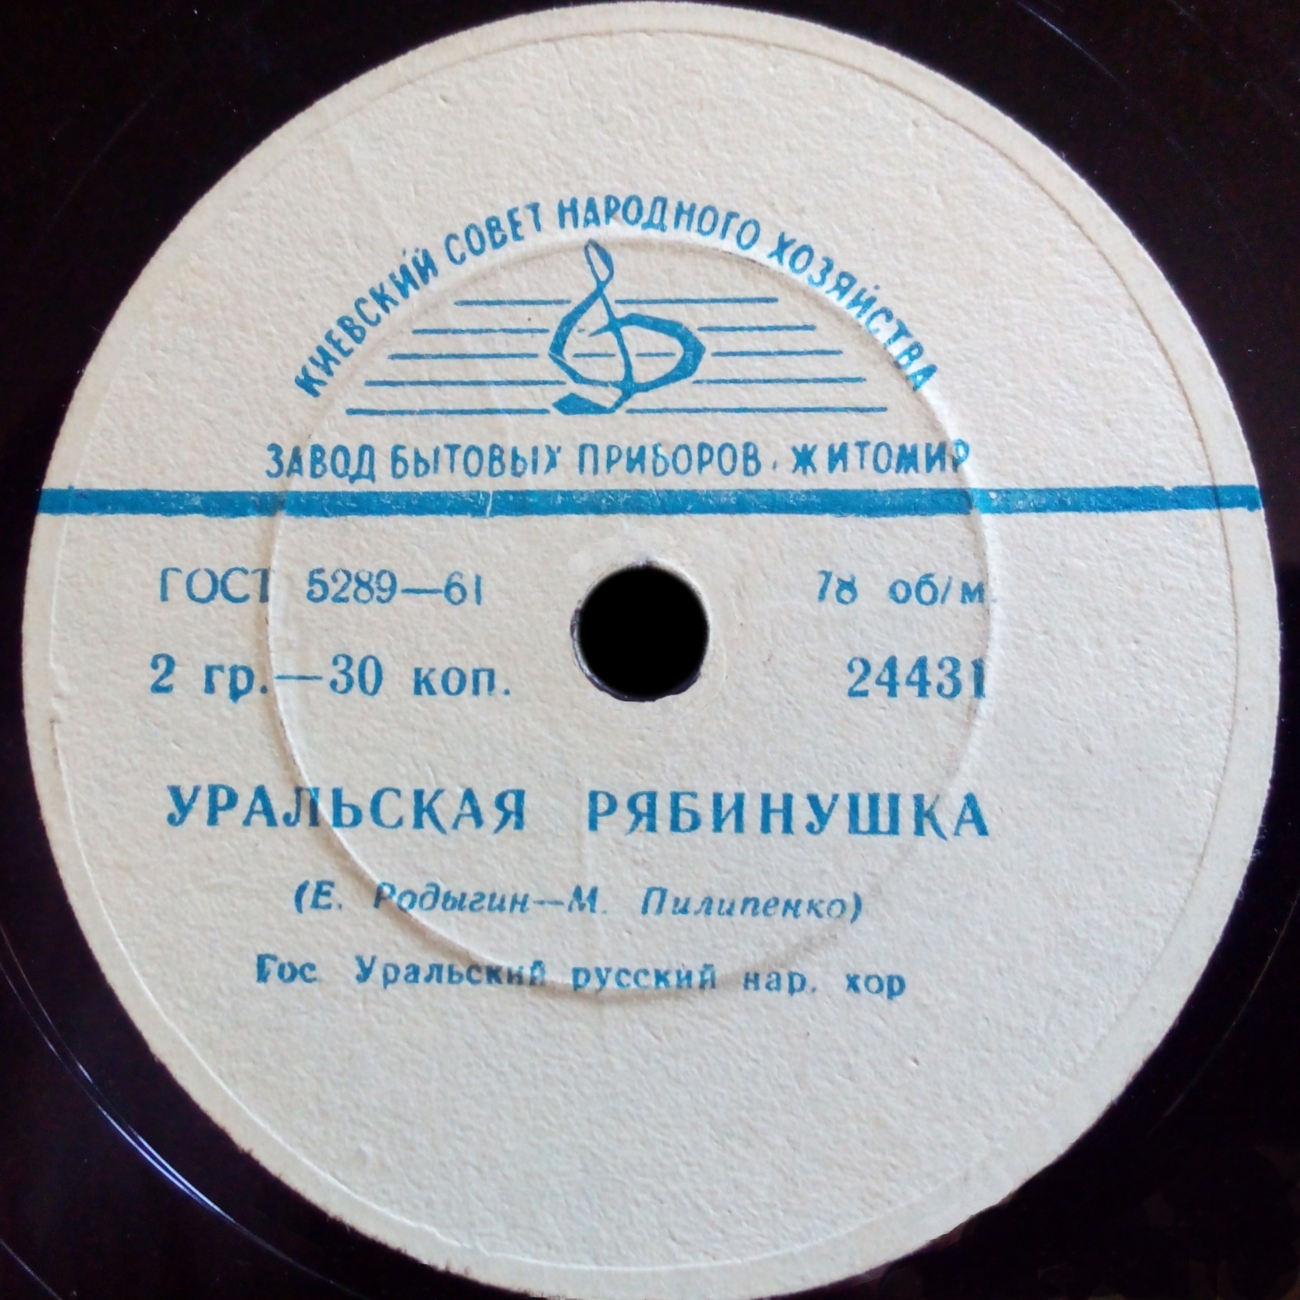 КИЕВСКИЙ СОВЕТ НАРОДНОГО ХОЗЯЙСТВА
ЗАВОД БЫТОВЫХ ПРИБОРОВ. ЖИТОМИР
ГОСТ 5289—61 78 об/м.
2 гр.—30 коп. 24431
УРАЛЬСКАЯ РЯБИНУШКА
(Е. Родыгин—М. Пилипенко)
Гос Уральский русский нар. хор